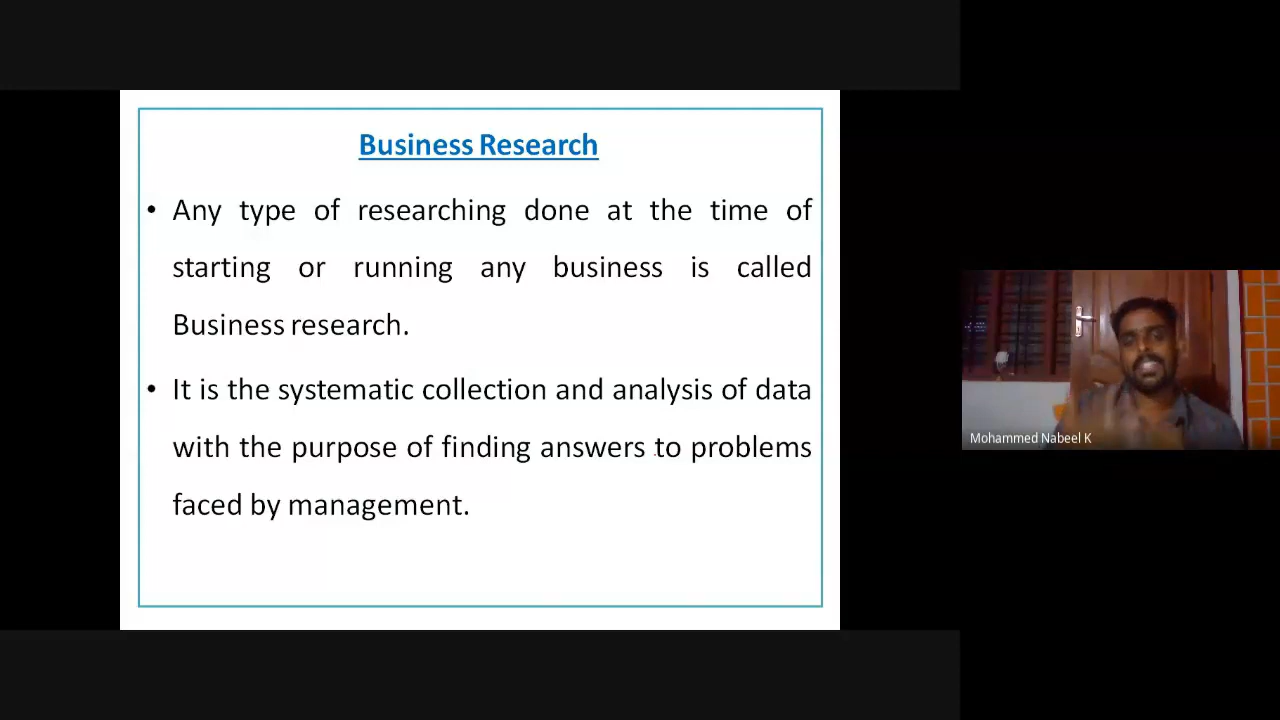 Business Research
• Any type of researching done at the time of
starting or running any business is called
Business research.
• It is the systematic collection and analysis of data
with the purpose of finding answers to problems
faced by management.
Mohammed Nabeel K